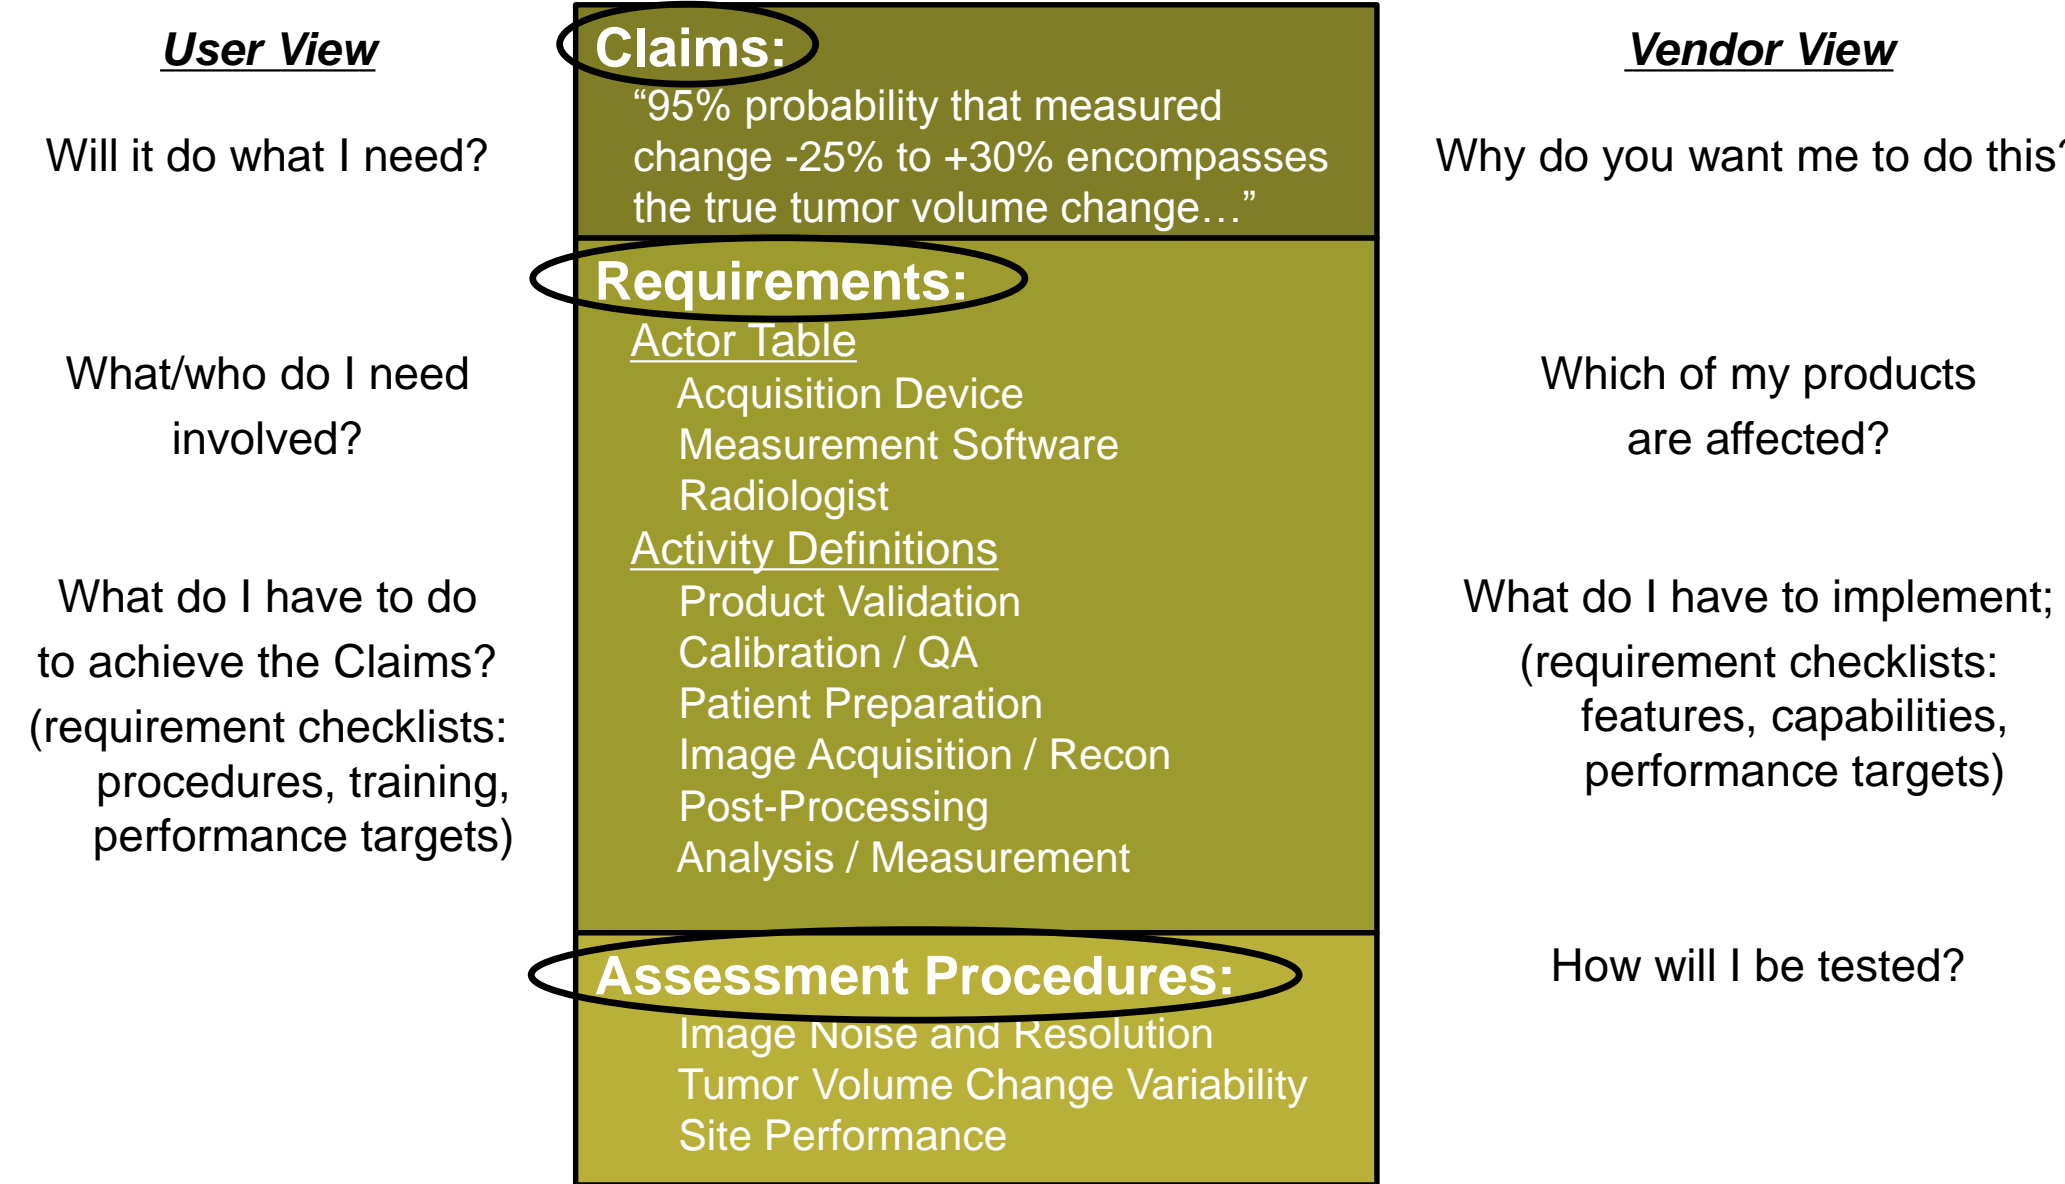 User View
Will it do what I need?
What/who do I need
involved?
What do I have to do
to achieve the Claims?
(requirement checklists:
procedures, training,
performance targets)
Claims:
“95% probability that measured
change -25% to +30% encompasses
the true tumor volume change…”
Requirements:
Actor Table
Acquisition Device
Measurement Software
Radiologist
Activity Definitions
Product Validation
Calibration / QA
Patient Preparation
Image Acquisition / Recon
Post-Processing
Analysis / Measurement
Assessment Procedures:
Image Noise and Resolution
Tumor Volume Change Variability
Site Performance
Vendor View
Why do you want me to do this?
Which of my products
are affected?
What do I have to implement;
(requirement checklists:
features, capabilities,
performance targets)
How will I be tested?